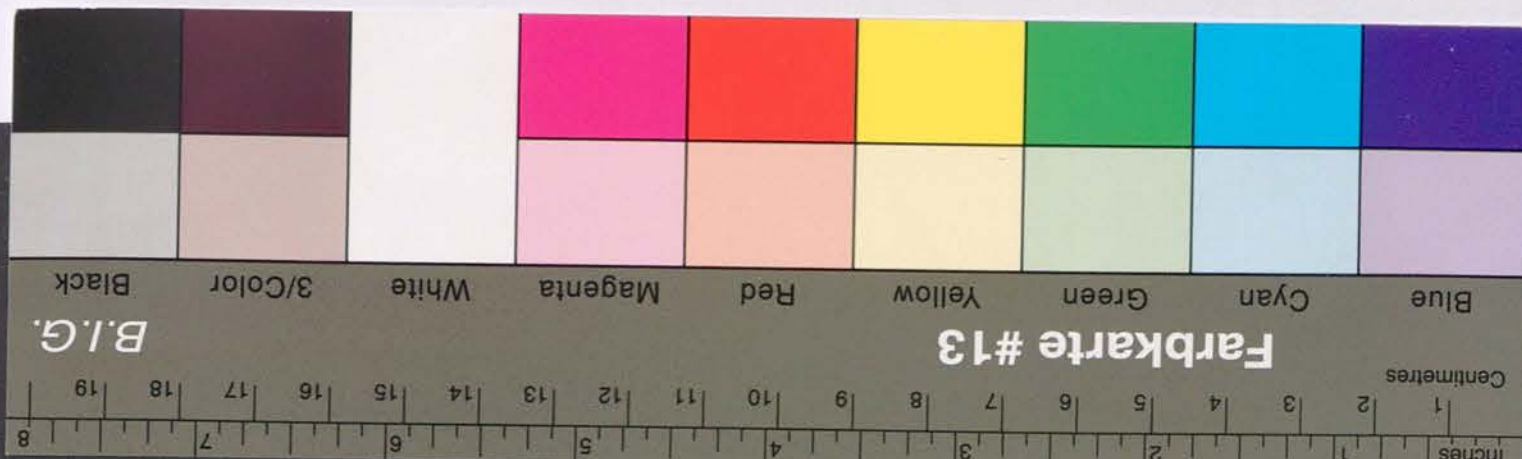 Inches 1 2 3 4 5 6 7 8
1 2 3 4 5 6 7 8 9 10 11 12 13 14 15 16 17 18 19
Centimetres
Farbkarte #13 B.I.G.
Blue Cyan Green Yellow Red Magenta White 3/Color Black